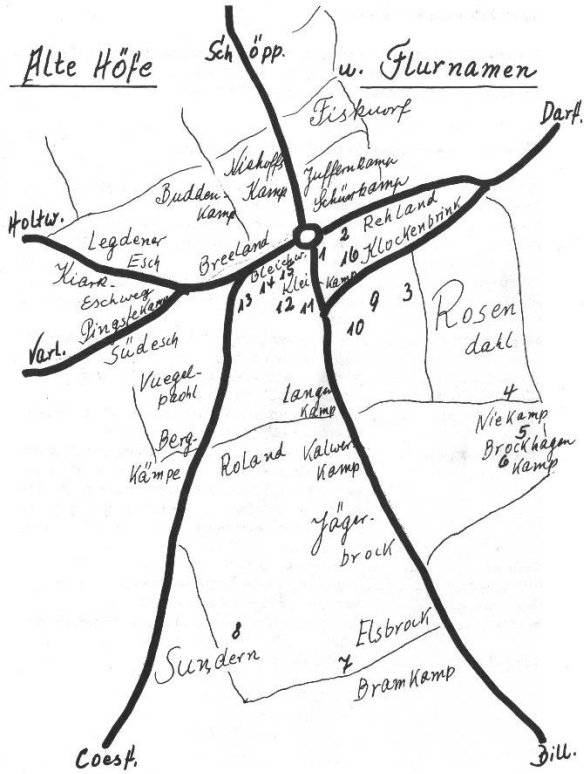 Alte Höfe
Schöpp.
u. Flurnamen
Fiskuorf
Darf.
Niehoffs
Kamp
Juffernkamp
Schürkamp
Budden-
kamp
Holtw.
Legdener
Esch
Breeland
2
Rehland
Klockenbrink
1
16
Bleichw.
14 15
Klei
kamp
Kiark-
Eschweg
Pingstekamp
13
12
11
9
3
10
Rosen
dahl
Varl.
Südesch
Vuegel-
pohl
Langen
Kamp
4
Niekamp
5
Brockhagen
6 Kamp
Berg-
Kämpe
Roland
Kalwer
Kamp
Jäger-
brock
8
Sundern
Elsbrock
7
Bramkamp
Coesf.
Bill.